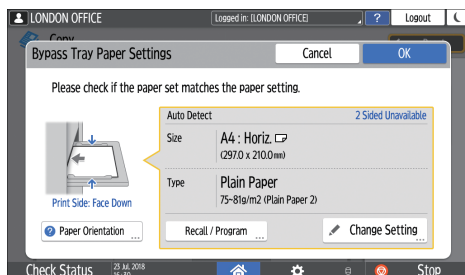 LONDON OFFICE
Logged in: [LONDON OFFICE]
?
Logout
Copy
Bypass Tray Paper Settings
Cancel
OK
Please check if the paper set matches the paper setting.
Auto Detect
2 Sided Unavailable
Size
A4 : Horiz.
(297.0 x 210.0mm)
Type
Plain Paper
75~81g/m2 (Plain Paper 2)
Print Side: Face Down
? Paper Orientation ...
Recall / Program ...
Change Setting ...
Check Status
23 Jul. 2018
16:30
Stop